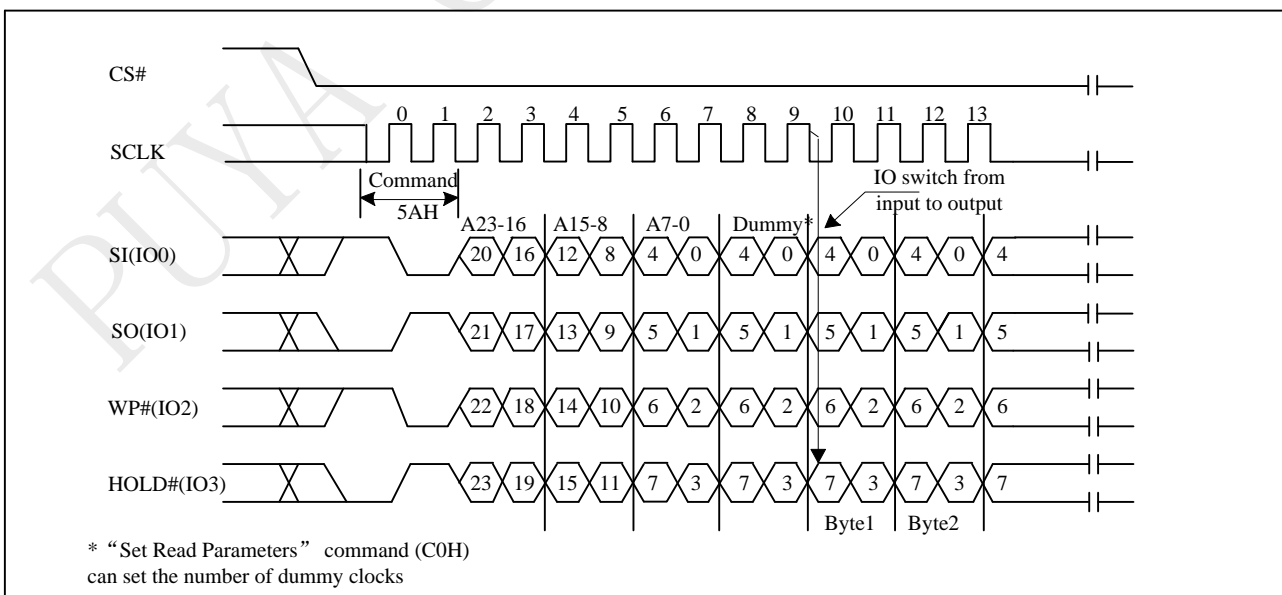 PUYA
CS#
0 1 2 3 4 5 6 7 8 9 10 11 12 13
SCLK
Command
5AH
IO switch from
input to output
A23-16 A15-8 A7-0 Dummy*
SI(IO0) 20 16 12 8 4 0 4 0 4 0 4 0 4
SO(IO1) 21 17 13 9 5 1 5 1 5 1 5 1 5
WP#(IO2) 22 18 14 10 6 2 6 2 6 2 6 2 6
HOLD#(IO3) 23 19 15 11 7 3 7 3 7 3 7 3 7
Byte1 Byte2
* “Set Read Parameters” command (C0H)
can set the number of dummy clocks